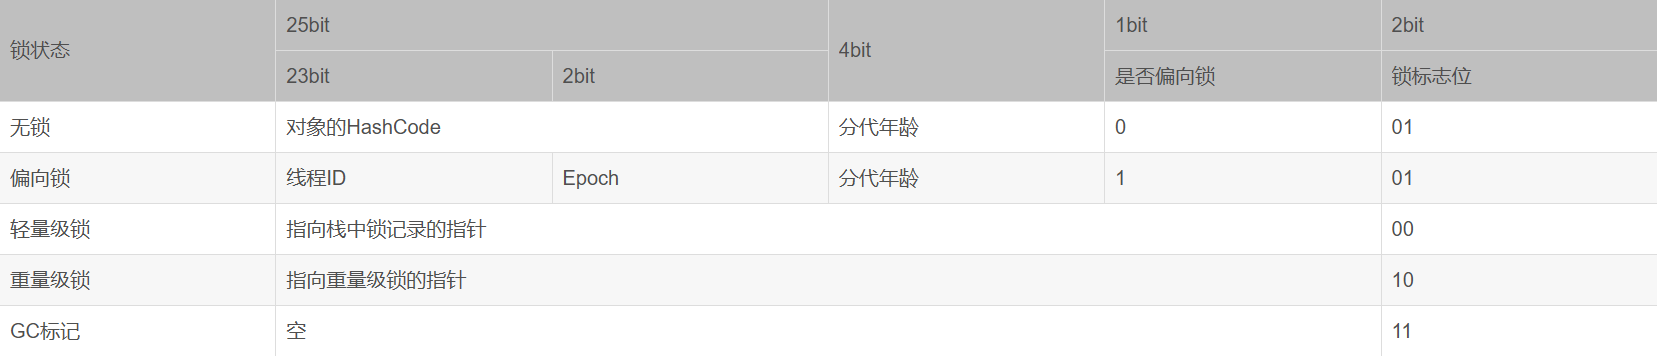 锁状态 25bit 4bit 1bit 2bit
23bit 2bit 是否偏向锁 锁标志位
无锁 对象的HashCode 分代年龄 0 01
偏向锁 线程ID Epoch 分代年龄 1 01
轻量级锁 指向栈中锁记录的指针 00
重量级锁 指向重量级锁的指针 10
GC标记 空 11